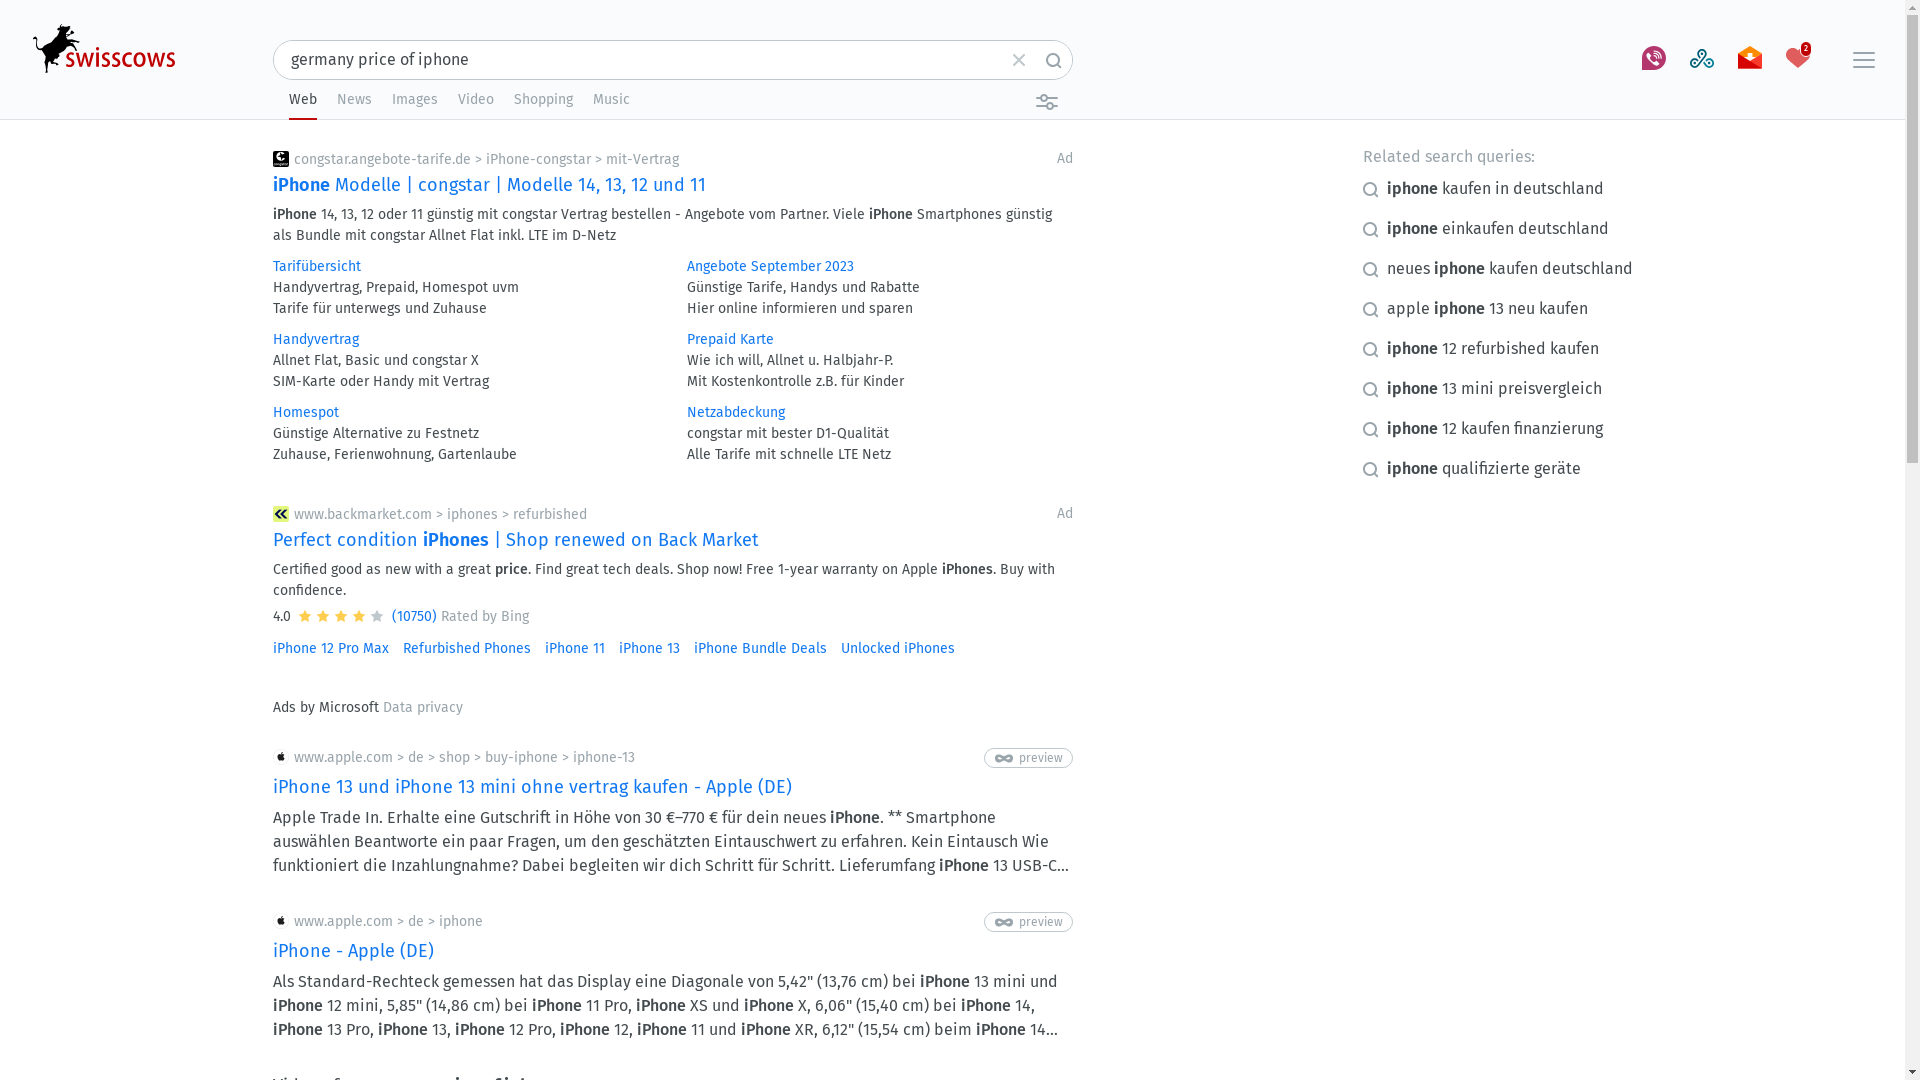 swisscows
germany price of iphone
2
Web News Images Video Shopping Music
congstar.angebote-tarife.de > iPhone-congstar > mit-Vertrag
Ad
iPhone Modelle | congstar | Modelle 14, 13, 12 und 11
iPhone 14, 13, 12 oder 11 günstig mit congstar Vertrag bestellen - Angebote vom Partner. Viele iPhone Smartphones günstig
als Bundle mit congstar Allnet Flat inkl. LTE im D-Netz
Tarifübersicht
Handyvertrag, Prepaid, Homespot uvm
Tarife für unterwegs und Zuhause
Angebote September 2023
Günstige Tarife, Handys und Rabatte
Hier online informieren und sparen
Handyvertrag
Allnet Flat, Basic und congstar X
SIM-Karte oder Handy mit Vertrag
Prepaid Karte
Wie ich will, Allnet u. Halbjahr-P.
Mit Kostenkontrolle z.B. für Kinder
Homespot
Günstige Alternative zu Festnetz
Zuhause, Ferienwohnung, Gartenlaube
Netzabdeckung
congstar mit bester D1-Qualität
Alle Tarife mit schnelle LTE Netz
www.backmarket.com > iphones > refurbished
Ad
Perfect condition iPhones | Shop renewed on Back Market
Certified good as new with a great price. Find great tech deals. Shop now! Free 1-year warranty on Apple iPhones. Buy with
confidence.
4.0 (10750) Rated by Bing
iPhone 12 Pro Max Refurbished Phones iPhone 11 iPhone 13 iPhone Bundle Deals Unlocked iPhones
Ads by Microsoft Data privacy
www.apple.com > de > shop > buy-iphone > iphone-13
preview
iPhone 13 und iPhone 13 mini ohne vertrag kaufen - Apple (DE)
Apple Trade In. Erhalte eine Gutschrift in Höhe von 30 €–770 € für dein neues iPhone. ** Smartphone
auswählen Beantworte ein paar Fragen, um den geschätzten Eintauschwert zu erfahren. Kein Eintausch Wie
funktioniert die Inzahlungnahme? Dabei begleiten wir dich Schritt für Schritt. Lieferumfang iPhone 13 USB-C...
www.apple.com > de > iphone
preview
iPhone - Apple (DE)
Als Standard-Rechteck gemessen hat das Display eine Diagonale von 5,42" (13,76 cm) bei iPhone 13 mini und
iPhone 12 mini, 5,85" (14,86 cm) bei iPhone 11 Pro, iPhone XS und iPhone X, 6,06" (15,40 cm) bei iPhone 14,
iPhone 13 Pro, iPhone 13, iPhone 12 Pro, iPhone 12, iPhone 11 und iPhone XR, 6,12" (15,54 cm) beim iPhone 14...
Related search queries:
iphone kaufen in deutschland
iphone einkaufen deutschland
neues iphone kaufen deutschland
apple iphone 13 neu kaufen
iphone 12 refurbished kaufen
iphone 13 mini preisvergleich
iphone 12 kaufen finanzierung
iphone qualifizierte geräte